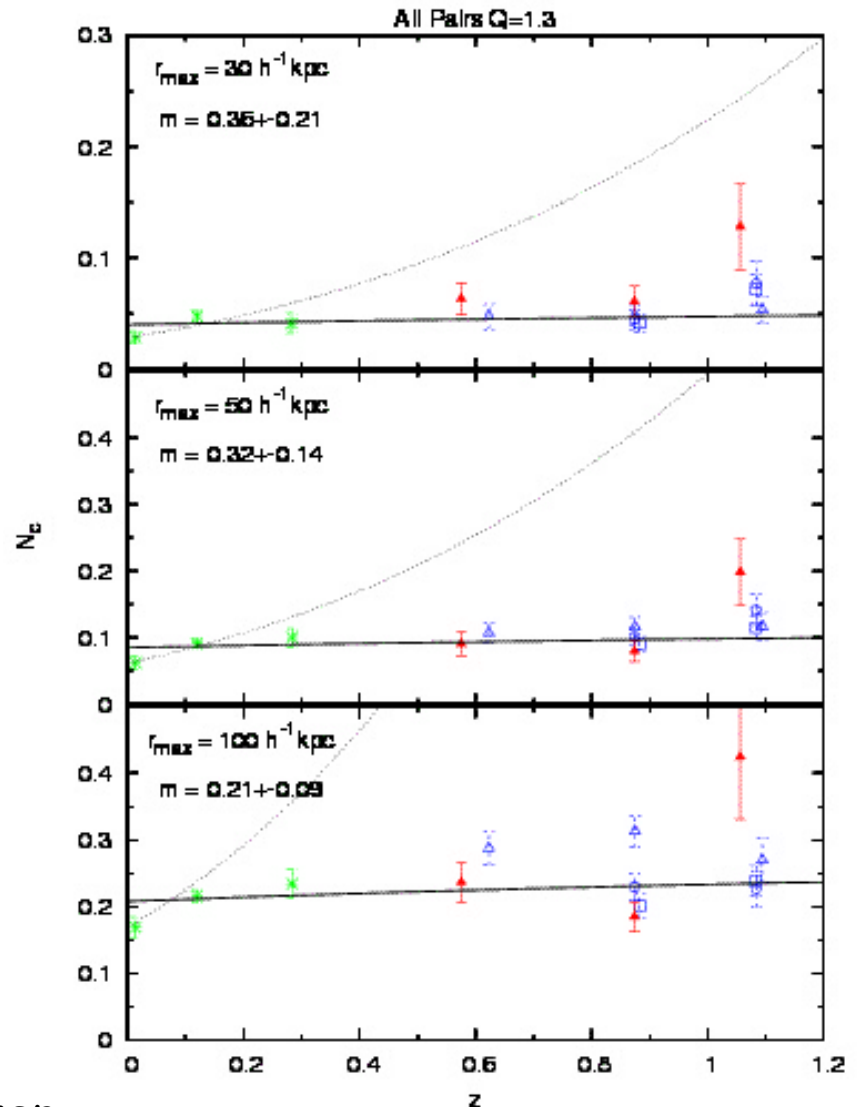 All Pairs Q=1.3
r_max = 30 h^-1 kpc
m = 0.35+-0.21
0.3
0.2
0.1
0
r_max = 50 h^-1 kpc
m = 0.32+-0.14
0.4
0.3
0.2
0.1
0
N_c
r_max = 100 h^-1 kpc
m = 0.21+-0.09
0.4
0.3
0.2
0.1
0
0 0.2 0.4 0.6 0.8 1 1.2
z